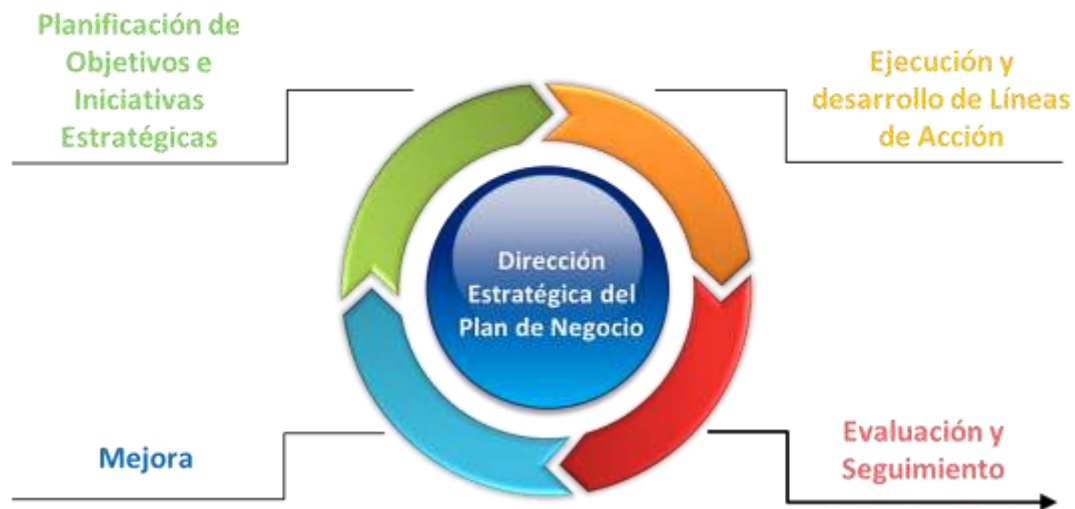 Planificación de
Objetivos e
Iniciativas
Estratégicas
Ejecución y
desarrollo de Líneas
de Acción
Dirección
Estratégica del
Plan de Negocio
Mejora
Evaluación y
Seguimiento